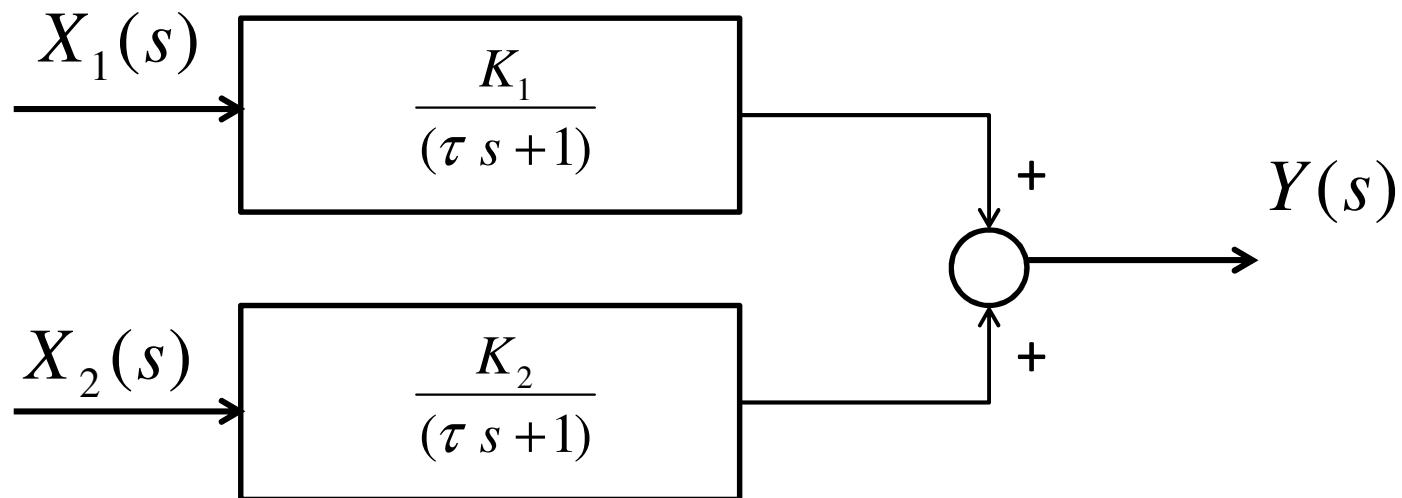 X₁(s)
K₁
(τ s +1)
+
Y(s)
X₂(s)
K₂
(τ s +1)
+